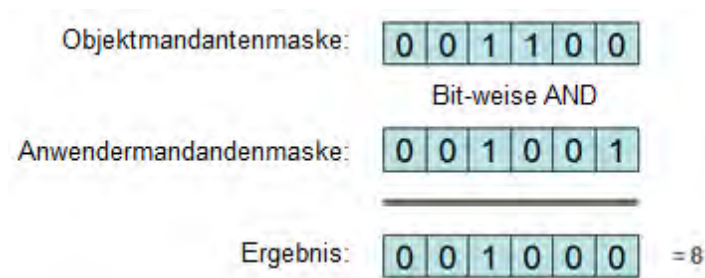 Objektmandantenmaske: 0 0 1 1 0 0
Bit-weise AND
Anwendermandandenmaske: 0 0 1 0 0 1
Ergebnis: 0 0 1 0 0 0 = 8